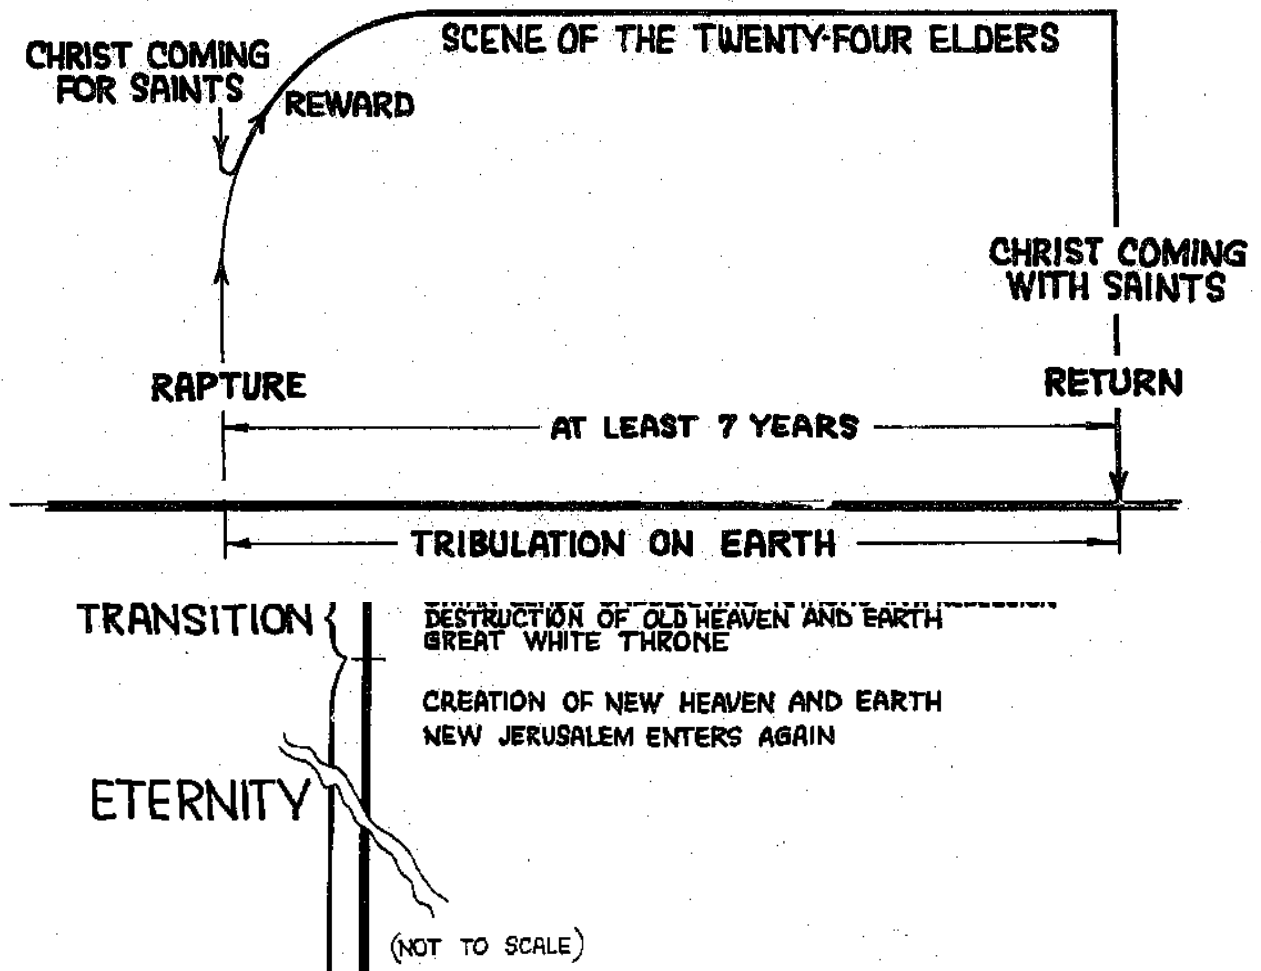 SCENE OF THE TWENTY-FOUR ELDERS
CHRIST COMING
FOR SAINTS
REWARD
CHRIST COMING
WITH SAINTS
RAPTURE
RETURN
AT LEAST 7 YEARS
TRIBULATION ON EARTH
TRANSITION
DESTRUCTION OF OLD HEAVEN AND EARTH
GREAT WHITE THRONE
CREATION OF NEW HEAVEN AND EARTH
NEW JERUSALEM ENTERS AGAIN
ETERNITY
(NOT TO SCALE)